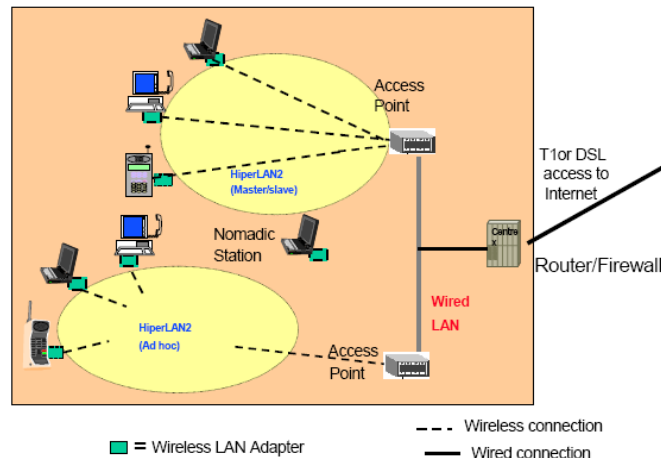 Access
Point
HiperLAN2
(Master/slave)
T1or DSL
access to
Internet
Nomadic
Station
Centre
x
Router/Firewall
Wired
LAN
HiperLAN2
(Ad hoc)
Access
Point
Wireless connection
= Wireless LAN Adapter
Wired connection